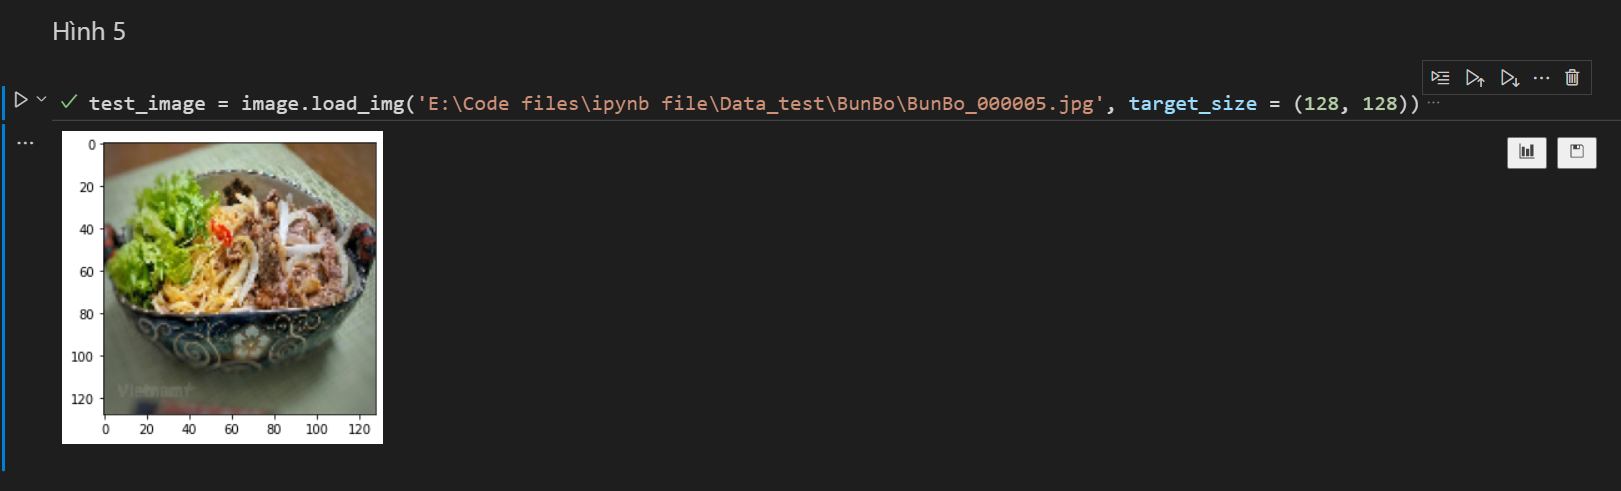 Hình 5
test_image = image.load_img('E:\Code files\ipynb file\Data_test\BunBo\BunBo_000005.jpg', target_size = (128, 128)) ...
0
20
40
60
80
100
120
Vietnam+
0 20 40 60 80 100 120